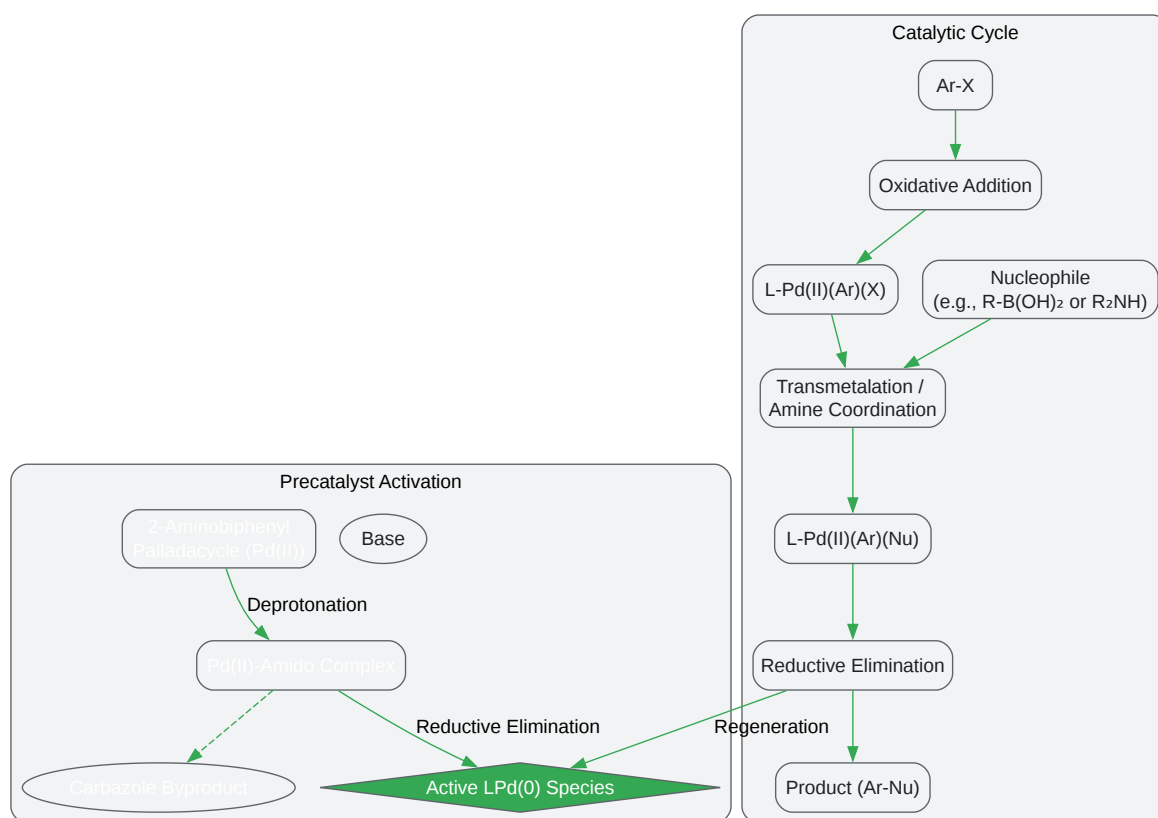 Catalytic Cycle
Ar-X
Oxidative Addition
L-Pd(II)(Ar)(X)
Nucleophile
(e.g., R-B(OH)₂ or R₂NH)
Transmetalation /
Amine Coordination
L-Pd(II)(Ar)(Nu)
Reductive Elimination
Regeneration
Product (Ar-Nu)
Precatalyst Activation
2-Aminobiphenyl
Palladacycle (Pd(II))
Base
Deprotonation
Pd(II)-Amido Complex
Reductive Elimination
Carbazole Byproduct
Active LPd(0) Species